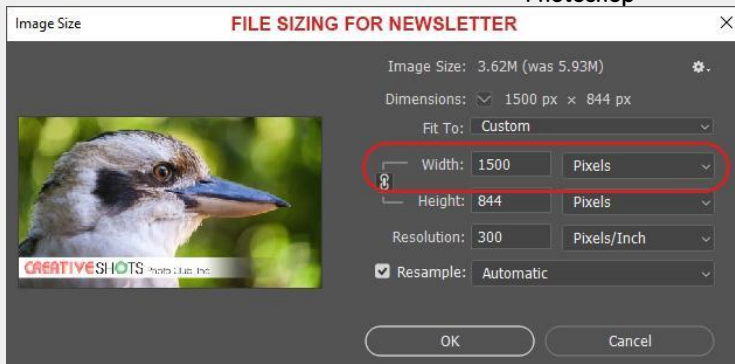 Photoshop
Image Size
FILE SIZING FOR NEWSLETTER
Image Size: 3.62M (was 5.93M)
Dimensions: 1500 px × 844 px
Fit To: Custom
Width: 1500 Pixels
Height: 844 Pixels
Resolution: 300 Pixels/Inch
Resample: Automatic
CREATIVESHOTS Photo Club Inc
OK Cancel